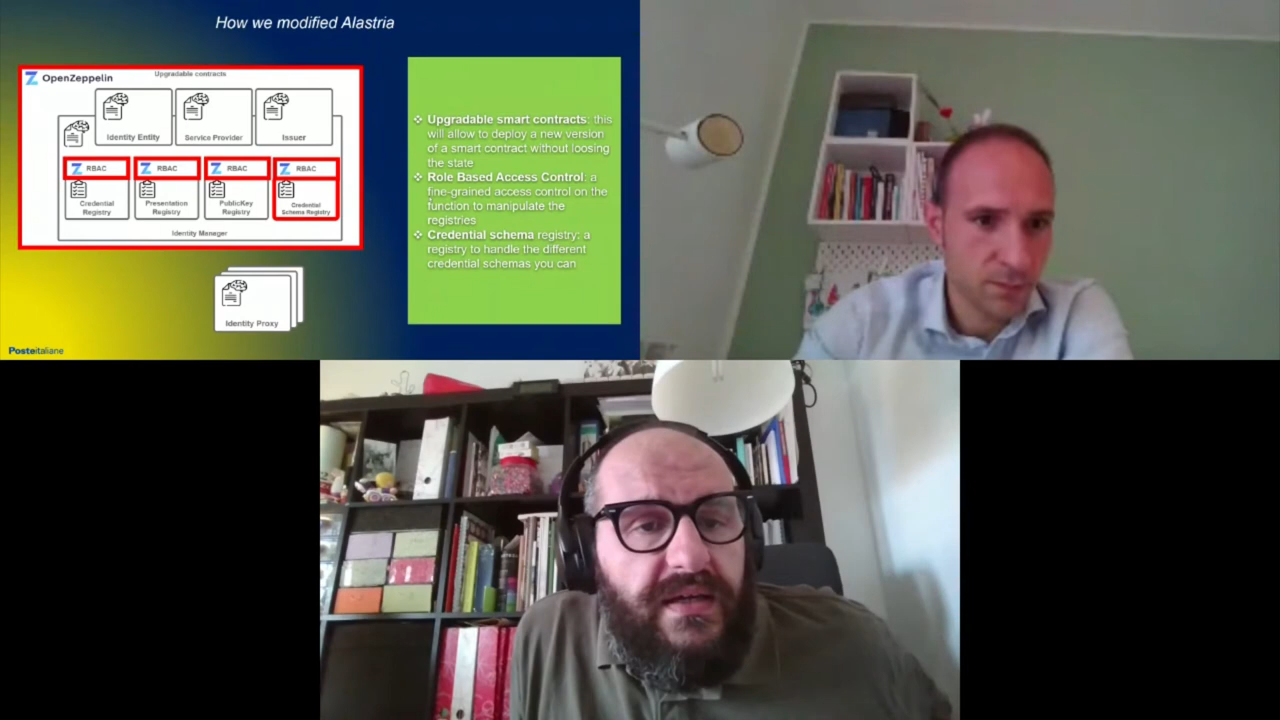 How we modified Alastria
OpenZeppelin
Upgradable contracts
Identity Entity
Service Provider
Issuer
RBAC
RBAC
RBAC
RBAC
Credential
Registry
Presentation
Registry
PublicKey
Registry
Credential
Schema Registry
Identity Manager
Identity Proxy
❖ Upgradable smart contracts: this
will allow to deploy a new version
of a smart contract without loosing
the state
❖ Role Based Access Control: a
fine-grained access control on the
function to manipulate the
registries
❖ Credential schema registry: a
registry to handle the different
credential schemas you can
Posteitaliane